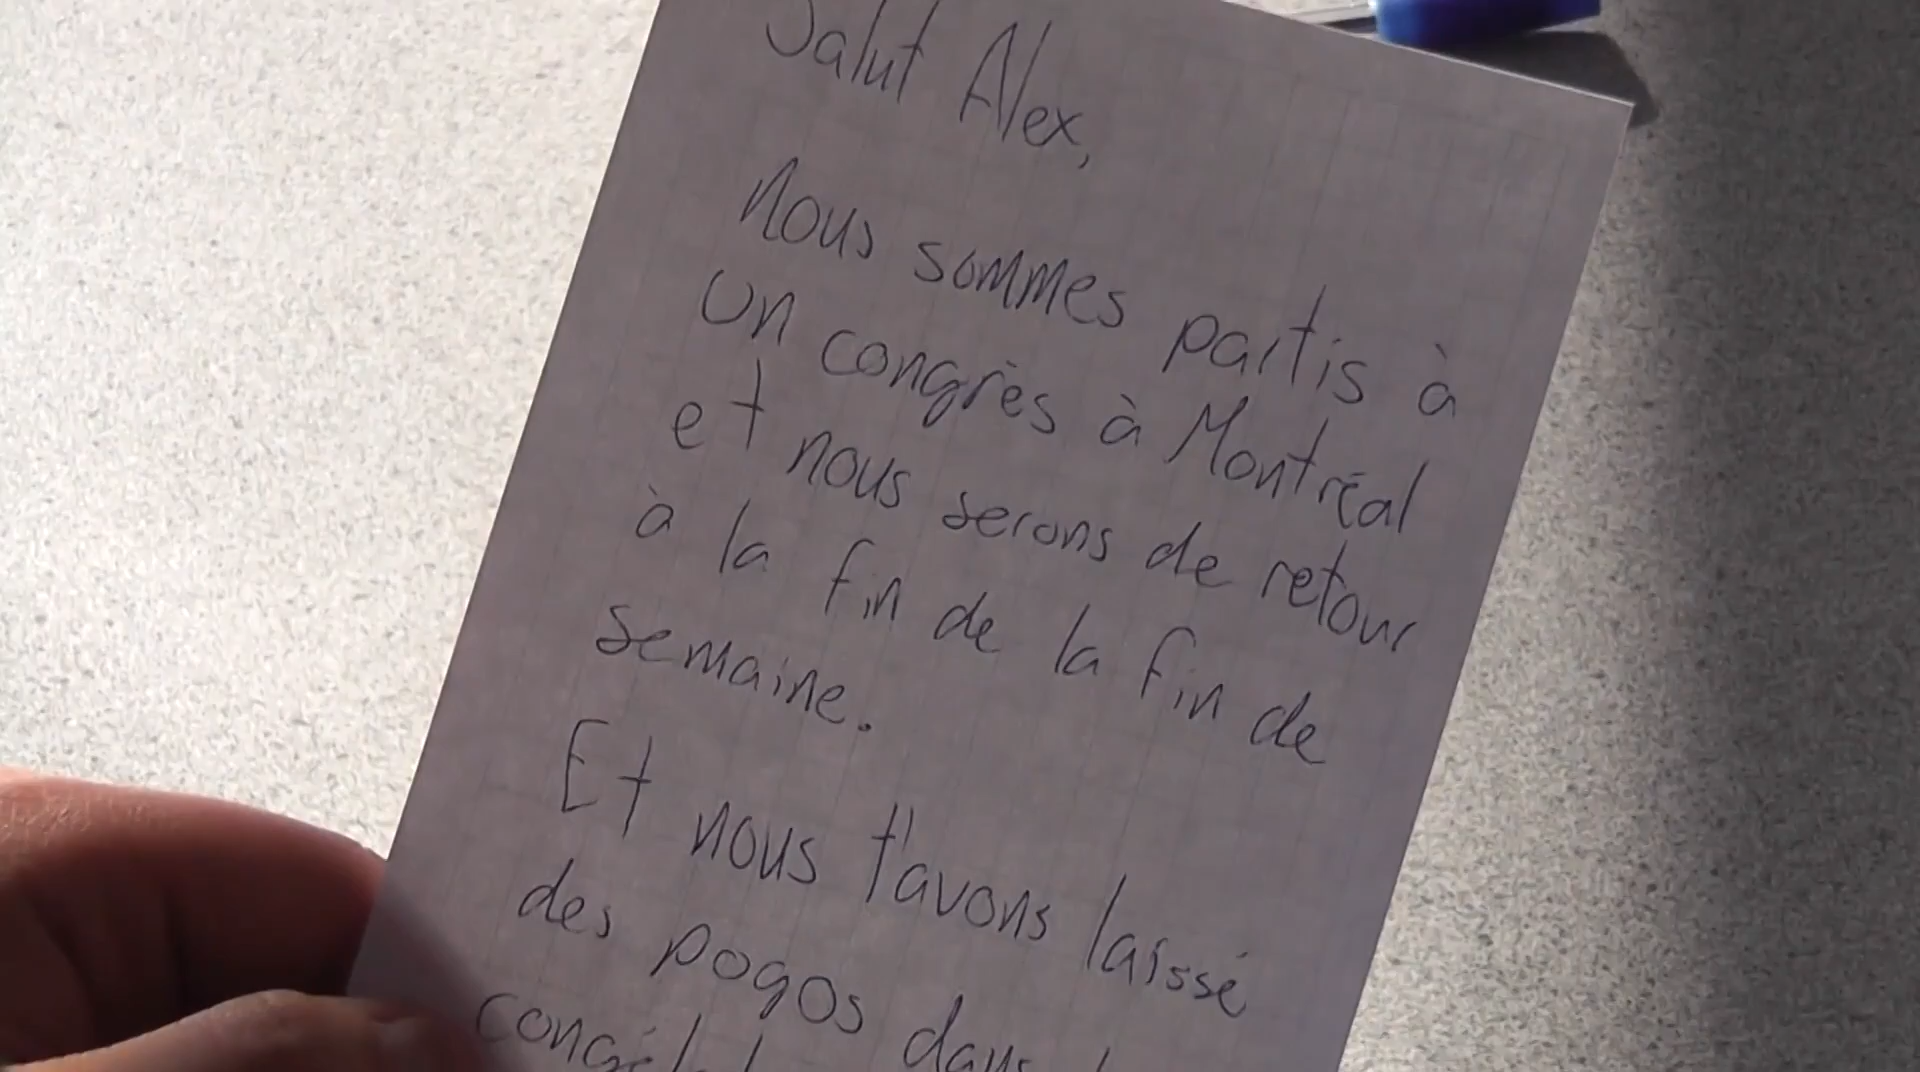 Salut Alex,
Nous sommes partis à
un congrès à Montréal
et nous serons de retour
à la fin de la fin de
semaine.
Et nous t'avons laissé
des pogos dans